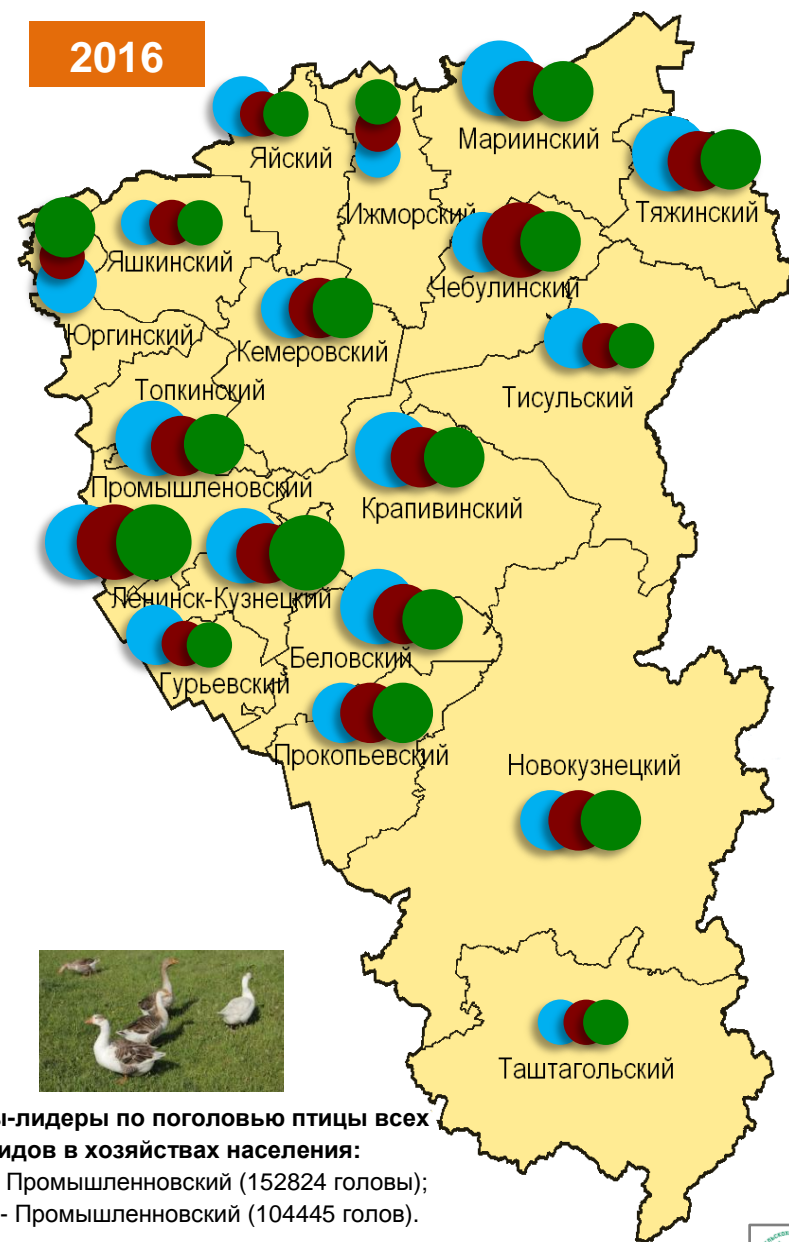 2016
Мариинский
Яйский
Ижморский
Тяжинский
Яшкинский
Чебулинский
Юргинский
Кемеровский
Топкинский
Тисульский
Промышленовский
Крапивинский
Ленинск-Кузнецкий
Беловский
Гурьевский
Прокопьевский
Новокузнецкий
Таштагольский
ы-лидеры по поголовью птицы всех
идов в хозяйствах населения:
Промышленновский (152824 головы);
- Промышленновский (104445 голов).